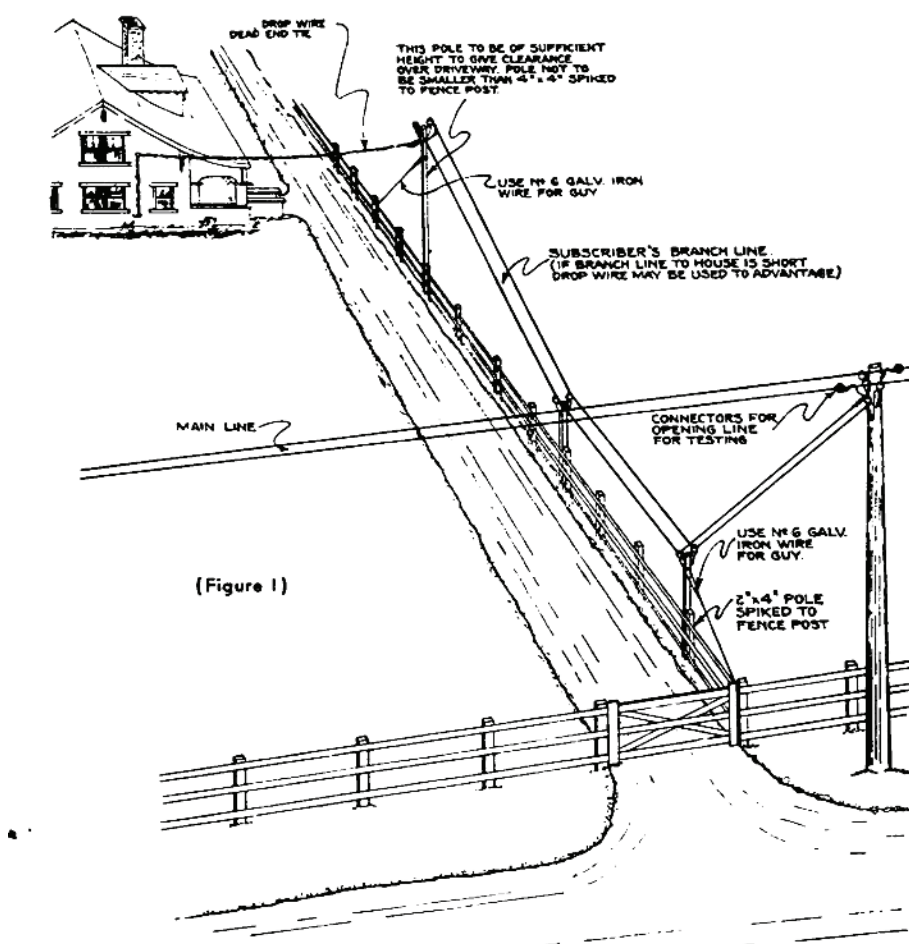 DROP WIRE
DEAD END TIE
THIS POLE TO BE OF SUFFICIENT
HEIGHT TO GIVE CLEARANCE
OVER DRIVEWAY. POLE NOT TO
BE SMALLER THAN 4"x 4" SPIKED
TO FENCE POST.
USE Nº 6 GALV. IRON
WIRE FOR GUY
SUBSCRIBER'S BRANCH LINE.
(IF BRANCH LINE TO HOUSE IS SHORT
DROP WIRE MAY BE USED TO ADVANTAGE)
MAIN LINE
CONNECTORS FOR
OPENING LINE
FOR TESTING
USE Nº 6 GALV.
IRON WIRE
FOR GUY.
(Figure 1)
2"x4" POLE
SPIKED TO
FENCE POST